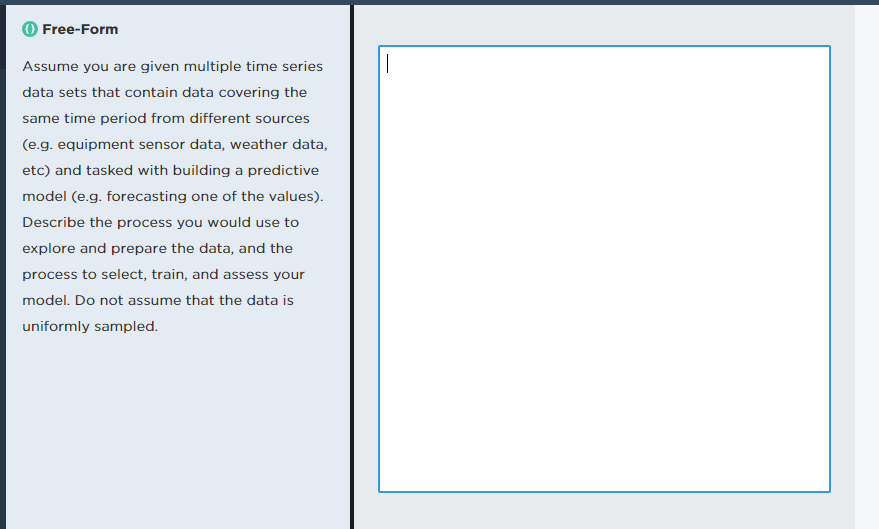 Free-Form
Assume you are given multiple time series
data sets that contain data covering the
same time period from different sources
(e.g. equipment sensor data, weather data,
etc) and tasked with building a predictive
model (e.g. forecasting one of the values).
Describe the process you would use to
explore and prepare the data, and the
process to select, train, and assess your
model. Do not assume that the data is
uniformly sampled.